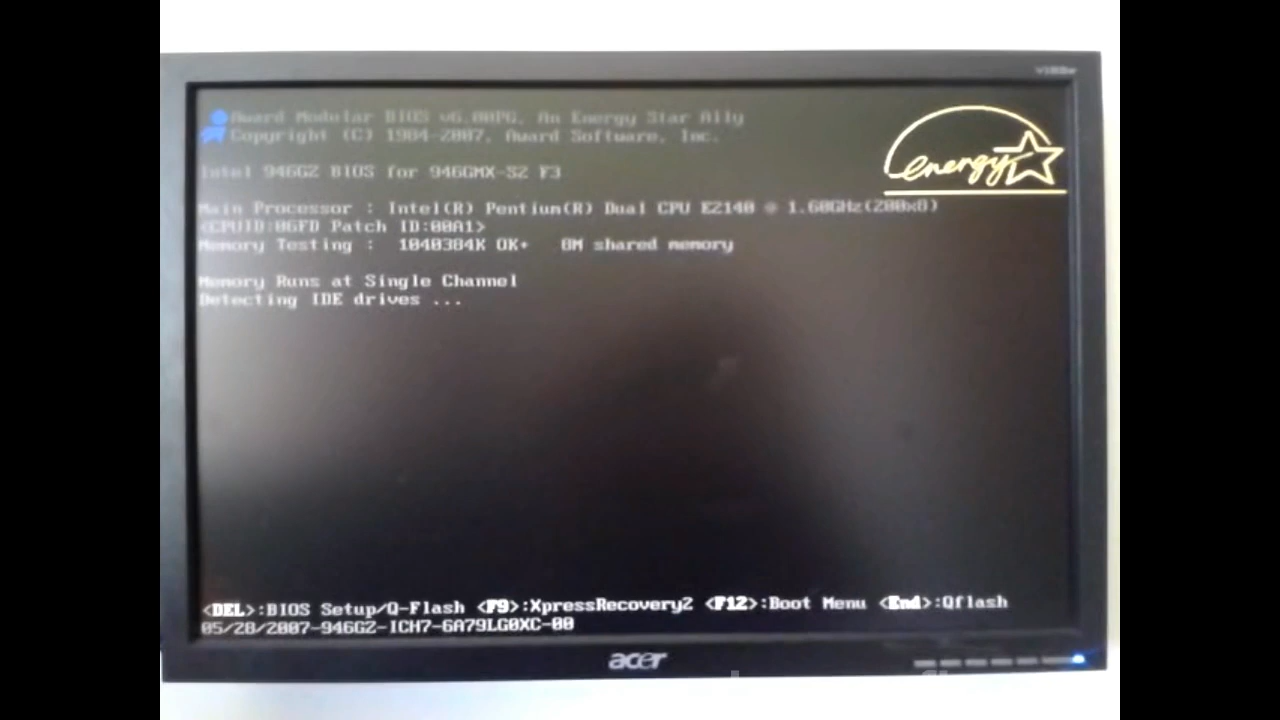 Award Modular BIOS v6.00PG, An Energy Star Ally
Copyright (C) 1984-2007, Award Software, Inc.
energy
Intel 946GZ BIOS for 946GMX-S2 F3
Main Processor : Intel(R) Pentium(R) Dual CPU E2140 @ 1.60GHz(200x8)
<CPUID:06FD Patch ID:00A1>
Memory Testing : 1040384K OK+ 8M shared memory
Memory Runs at Single Channel
Detecting IDE drives ...
<DEL>:BIOS Setup/Q-Flash <F9>:XpressRecovery2 <F12>:Boot Menu <End>:Qflash
05/28/2007-946GZ-ICH7-6A79LG0XC-00
acer